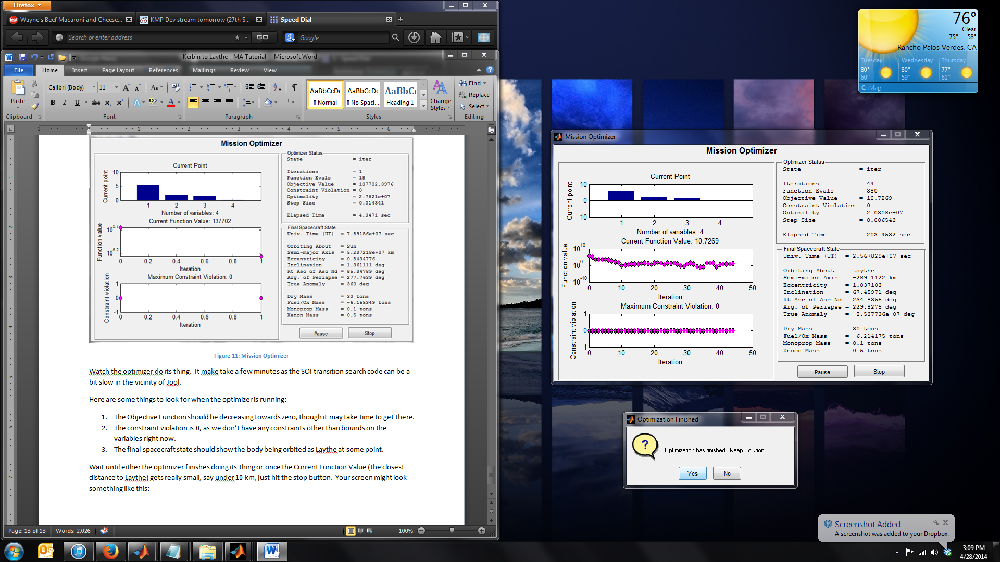 Firefox
Wayne's Beef Macaroni and Cheese...
KMP Dev stream tomorrow (27th S...
Speed Dial
Search or enter address
GO
Google
Kerbin to Laythe - MA Tutorial - Microsoft Word
File Home Insert Page Layout References Mailings Review View
Paste
Calibri (Body) 11
AaBbCcDc AaBbCcDc AaBbC
¶ Normal ¶ No Spaci... Heading 1
Change Styles
Find
Replace
Select
Clipboard Font Paragraph Styles Editing
Mission Optimizer
Current Point
Current point
10
5
0
1 2 3 4
Number of variables: 4
Current Function Value: 137702
Function value
10^5.7
10^5.2
0 0.2 0.4 0.6 0.8 1
Iteration
Maximum Constraint Violation: 0
Constraint violation
1
0
-1
0 0.2 0.4 0.6 0.8 1
Iteration
Optimizer Status
State = iter
Iterations = 1
Function Evals = 18
Objective Value = 137702.3976
Constraint Violation = 0
Optimality = 2.7621e+07
Step Size = 0.014341
Elapsed Time = 4.3471 sec
Final Spacecraft State
Univ. Time (UT) = 7.59156e+07 sec
Orbiting About = Sun
Semi-major Axis = 5.237218e+07 km
Eccentricity = 0.5434776
Inclination = 1.361111 deg
Rt Asc of Asc Nd = 85.34789 deg
Arg. of Periapse = 277.7639 deg
True Anomaly = 360 deg
Dry Mass = 30 tons
Fuel/Ox Mass = -6.155349 tons
Monoprop Mass = 0.1 tons
Xenon Mass = 0.5 tons
Pause Stop
Figure 11: Mission Optimizer
Watch the optimizer do its thing. It make take a few minutes as the SOI transition search code can be a
bit slow in the vicinity of Jool.
Here are some things to look for when the optimizer is running:
1. The Objective Function should be decreasing towards zero, though it may take time to get there.
2. The constraint violation is 0, as we don't have any constraints other than bounds on the
variables right now.
3. The final spacecraft state should show the body being orbited as Laythe at some point.
Wait until either the optimizer finishes doing its thing or once the Current Function Value (the closest
distance to Laythe) gets really small, say under 10 km, just hit the stop button. Your screen might look
something like this:
Page: 13 of 13 Words: 2,026 100%
76°
Clear
75° - 58°
Rancho Palos Verdes, CA
Tuesday Wednesday Thursday
80° 80° 77°
60° 59° 61°
© iMap
Mission Optimizer
Mission Optimizer
Current Point
Current point
10
0
-10
1 2 3 4
Number of variables: 4
Current Function Value: 10.7269
Function value
10^10
10^0
10^-10
0 10 20 30 40 50
Iteration
Maximum Constraint Violation: 0
Constraint violation
1
0
-1
0 10 20 30 40 50
Iteration
Optimizer Status
State = iter
Iterations = 44
Function Evals = 380
Objective Value = 10.7269
Constraint Violation = 0
Optimality = 2.0308e+07
Step Size = 0.006543
Elapsed Time = 203.4532 sec
Final Spacecraft State
Univ. Time (UT) = 2.567829e+07 sec
Orbiting About = Laythe
Semi-major Axis = -289.1122 km
Eccentricity = 1.037103
Inclination = 67.45971 deg
Rt Asc of Asc Nd = 234.8355 deg
Arg. of Periapse = 229.8275 deg
True Anomaly = -8.537736e-07 deg
Dry Mass = 30 tons
Fuel/Ox Mass = -6.214175 tons
Monoprop Mass = 0.1 tons
Xenon Mass = 0.5 tons
Pause Stop
Optimization Finished
Optimization has finished. Keep Solution?
Yes No
Screenshot Added
A screenshot was added to your Dropbox.
3:09 PM
4/28/2014